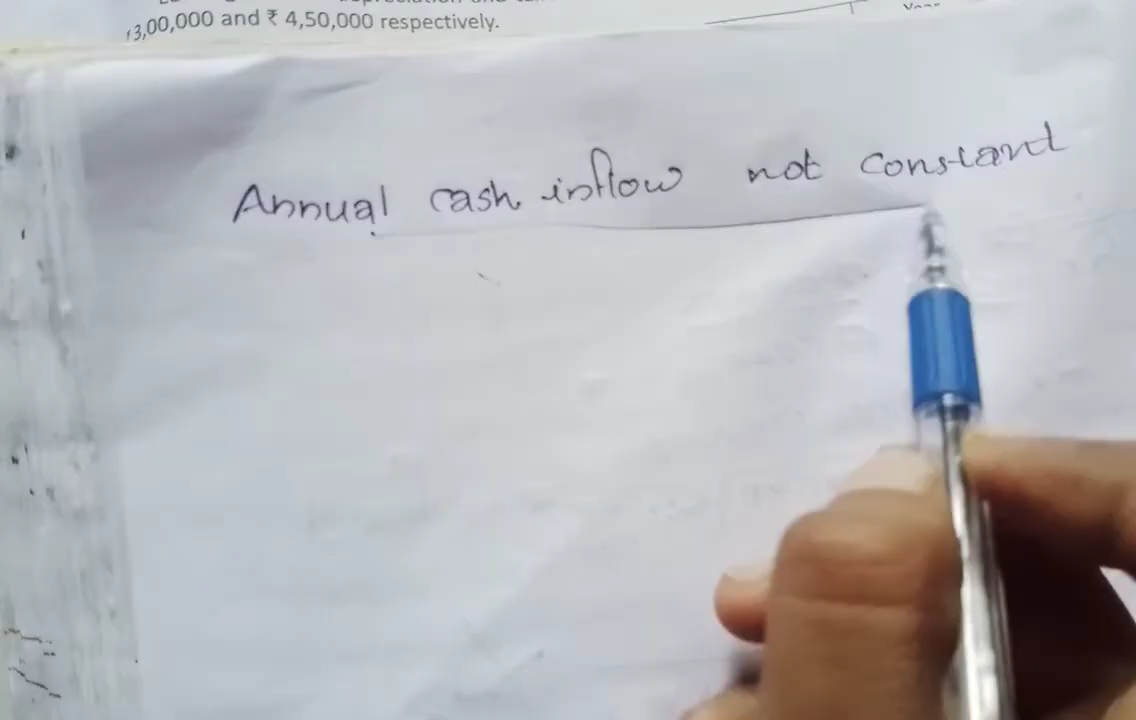 3,00,000 and ₹ 4,50,000 respectively.
Annual cash inflow not constant